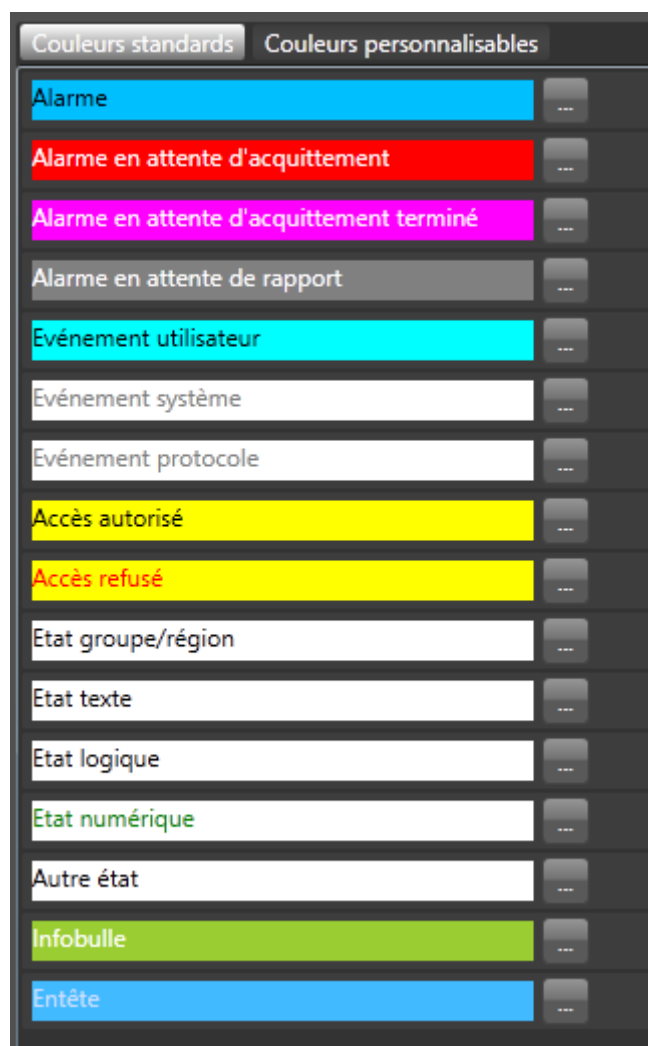 Couleurs standards Couleurs personnalisables
Alarme ...
Alarme en attente d'acquittement ...
Alarme en attente d'acquittement terminé ...
Alarme en attente de rapport ...
Evénement utilisateur ...
Evénement système ...
Evénement protocole ...
Accès autorisé ...
Accès refusé ...
Etat groupe/région ...
Etat texte ...
Etat logique ...
Etat numérique ...
Autre état ...
Infobulle ...
Entête ...